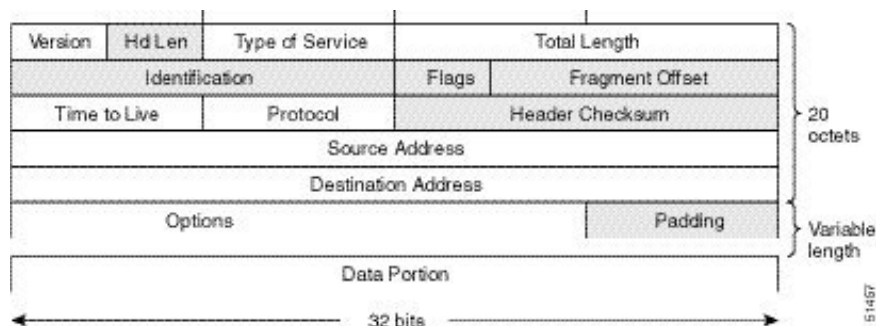 Version Hd Len Type of Service Total Length
Identification Flags Fragment Offset
Time to Live Protocol Header Checksum
20 octets
Source Address
Destination Address
Options Padding
Variable length
Data Portion
32 bits
51457